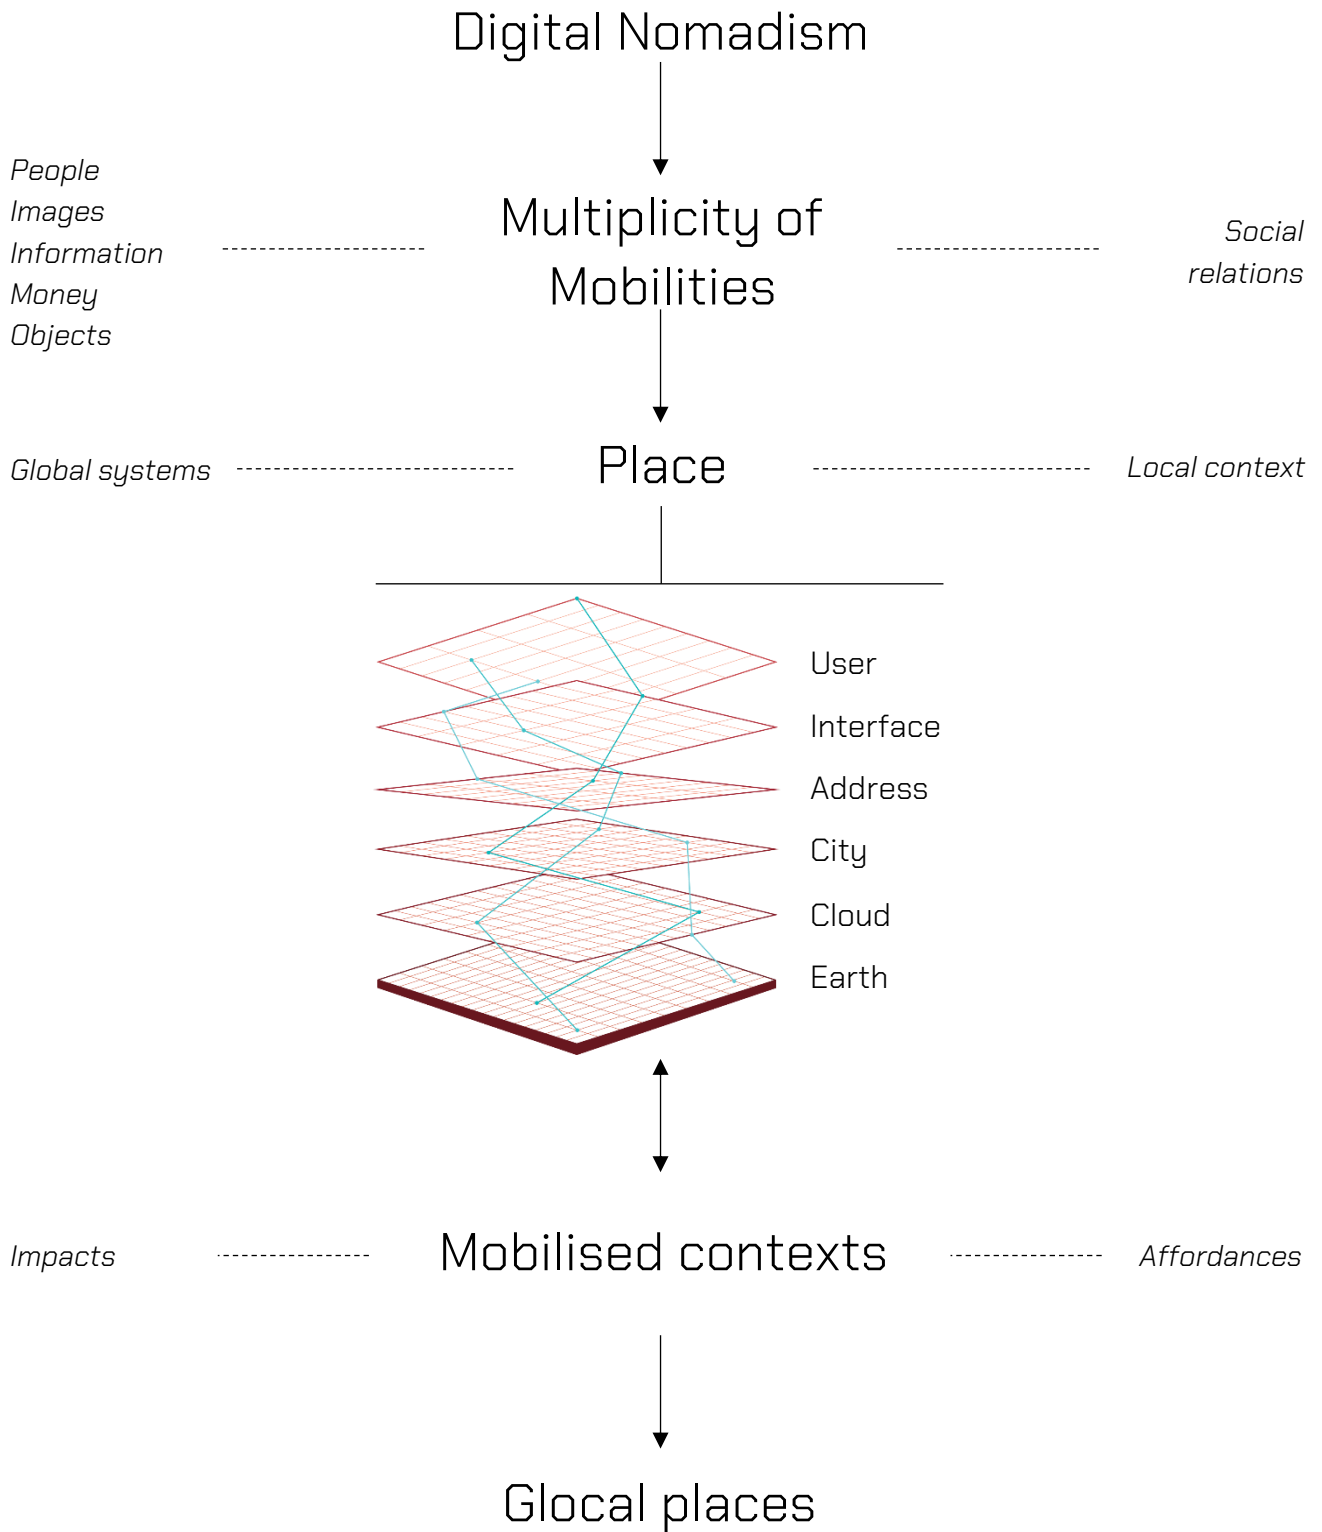 Digital Nomadism
People
Images
Information
Money
Objects
Multiplicity of
Mobilities
Social
relations
Global systems
Place
Local context
User
Interface
Address
City
Cloud
Earth
Impacts
Mobilised contexts
Affordances
Glocal places